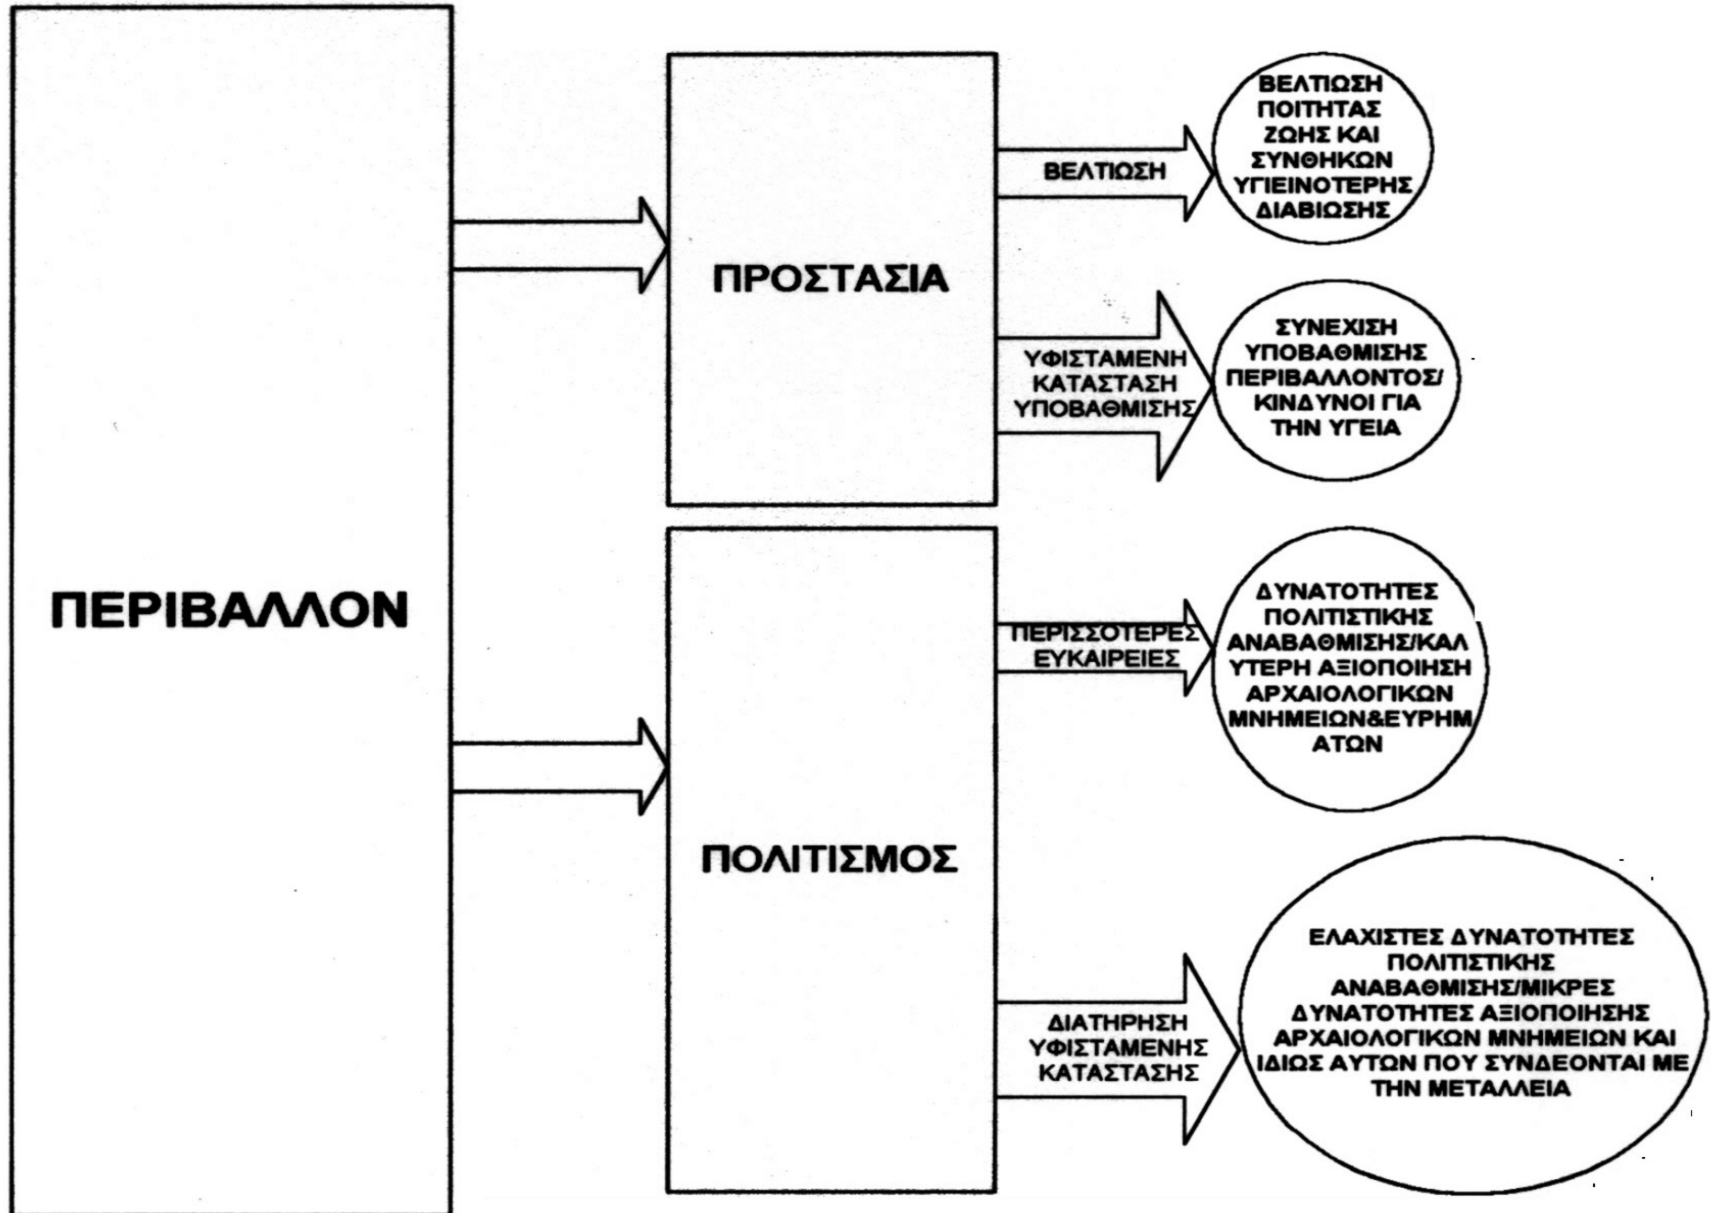 ΠΕΡΙΒΑΛΛΟΝ
ΠΡΟΣΤΑΣΙΑ
ΒΕΛΤΙΩΣΗ
ΒΕΛΤΙΩΣΗ
ΠΟΙΤΗΤΑΣ
ΖΩΗΣ ΚΑΙ
ΣΥΝΘΗΚΩΝ
ΥΓΙΕΙΝΟΤΕΡΗΣ
ΔΙΑΒΙΩΣΗΣ
ΥΦΙΣΤΑΜΕΝΗ
ΚΑΤΑΣΤΑΣΗ
ΥΠΟΒΑΘΜΙΣΗΣ
ΣΥΝΕΧΙΣΗ
ΥΠΟΒΑΘΜΙΣΗΣ
ΠΕΡΙΒΑΛΛΟΝΤΟΣ/
ΚΙΝΔΥΝΟΙ ΓΙΑ
ΤΗΝ ΥΓΕΙΑ
ΠΟΛΙΤΙΣΜΟΣ
ΠΕΡΙΣΣΟΤΕΡΕΣ
ΕΥΚΑΙΡΕΙΕΣ
ΔΥΝΑΤΟΤΗΤΕΣ
ΠΟΛΙΤΙΣΤΙΚΗΣ
ΑΝΑΒΑΘΜΙΣΗΣ/ΚΑΛ
ΥΤΕΡΗ ΑΞΙΟΠΟΙΗΣΗ
ΑΡΧΑΙΟΛΟΓΙΚΩΝ
ΜΝΗΜΕΙΩΝ&ΕΥΡΗΜ
ΑΤΩΝ
ΔΙΑΤΗΡΗΣΗ
ΥΦΙΣΤΑΜΕΝΗΣ
ΚΑΤΑΣΤΑΣΗΣ
ΕΛΑΧΙΣΤΕΣ ΔΥΝΑΤΟΤΗΤΕΣ
ΠΟΛΙΤΙΣΤΙΚΗΣ
ΑΝΑΒΑΘΜΙΣΗΣ/ΜΙΚΡΕΣ
ΔΥΝΑΤΟΤΗΤΕΣ ΑΞΙΟΠΟΙΗΣΗΣ
ΑΡΧΑΙΟΛΟΓΙΚΩΝ ΜΝΗΜΕΙΩΝ ΚΑΙ
ΙΔΙΩΣ ΑΥΤΩΝ ΠΟΥ ΣΥΝΔΕΟΝΤΑΙ ΜΕ
ΤΗΝ ΜΕΤΑΛΛΕΙΑ